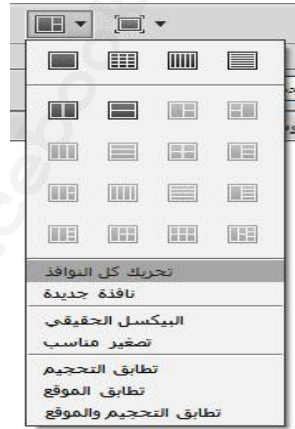 تحريك كل النوافذ
نافذة جديدة
البيكسل الحقيقي
تصغير مناسب
تطابق التحجيم
تطابق الموقع
تطابق التحجيم والموقع